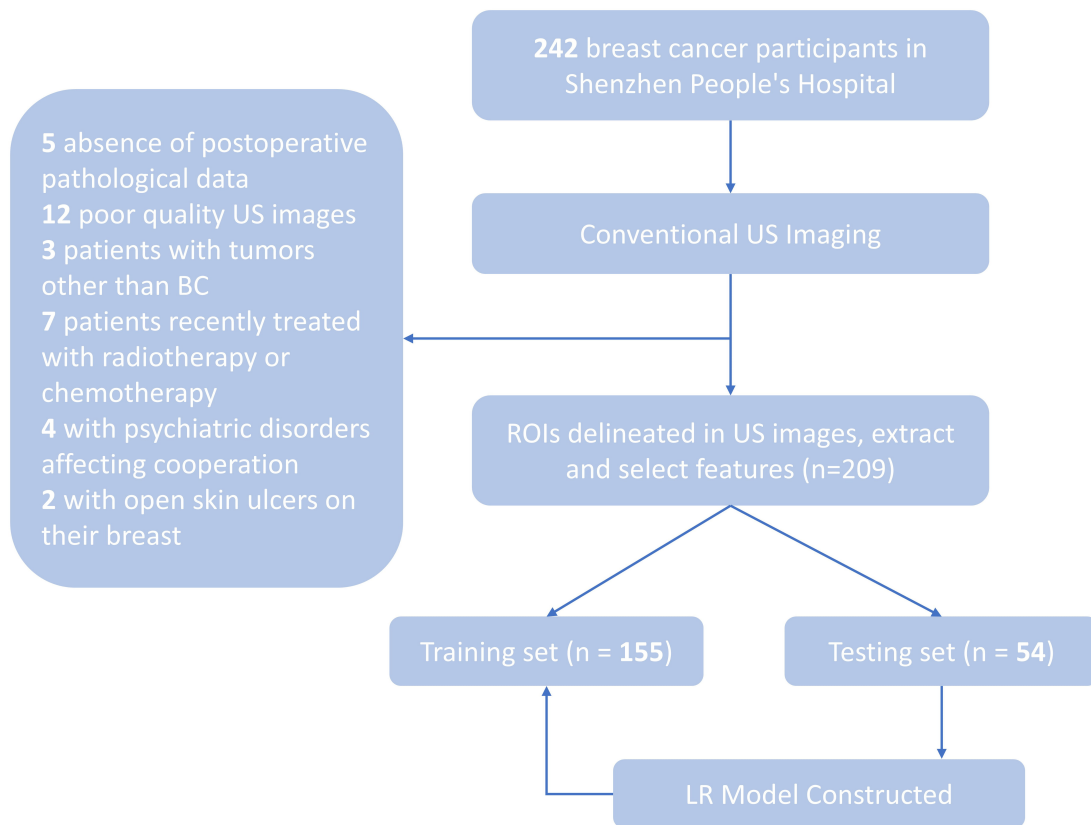 242 breast cancer participants in
Shenzhen People's Hospital
5 absence of postoperative
pathological data
12 poor quality US images
3 patients with tumors
other than BC
7 patients recently treated
with radiotherapy or
chemotherapy
4 with psychiatric disorders
affecting cooperation
2 with open skin ulcers on
their breast
Conventional US Imaging
ROIs delineated in US images, extract
and select features (n=209)
Training set (n = 155)
Testing set (n = 54)
LR Model Constructed